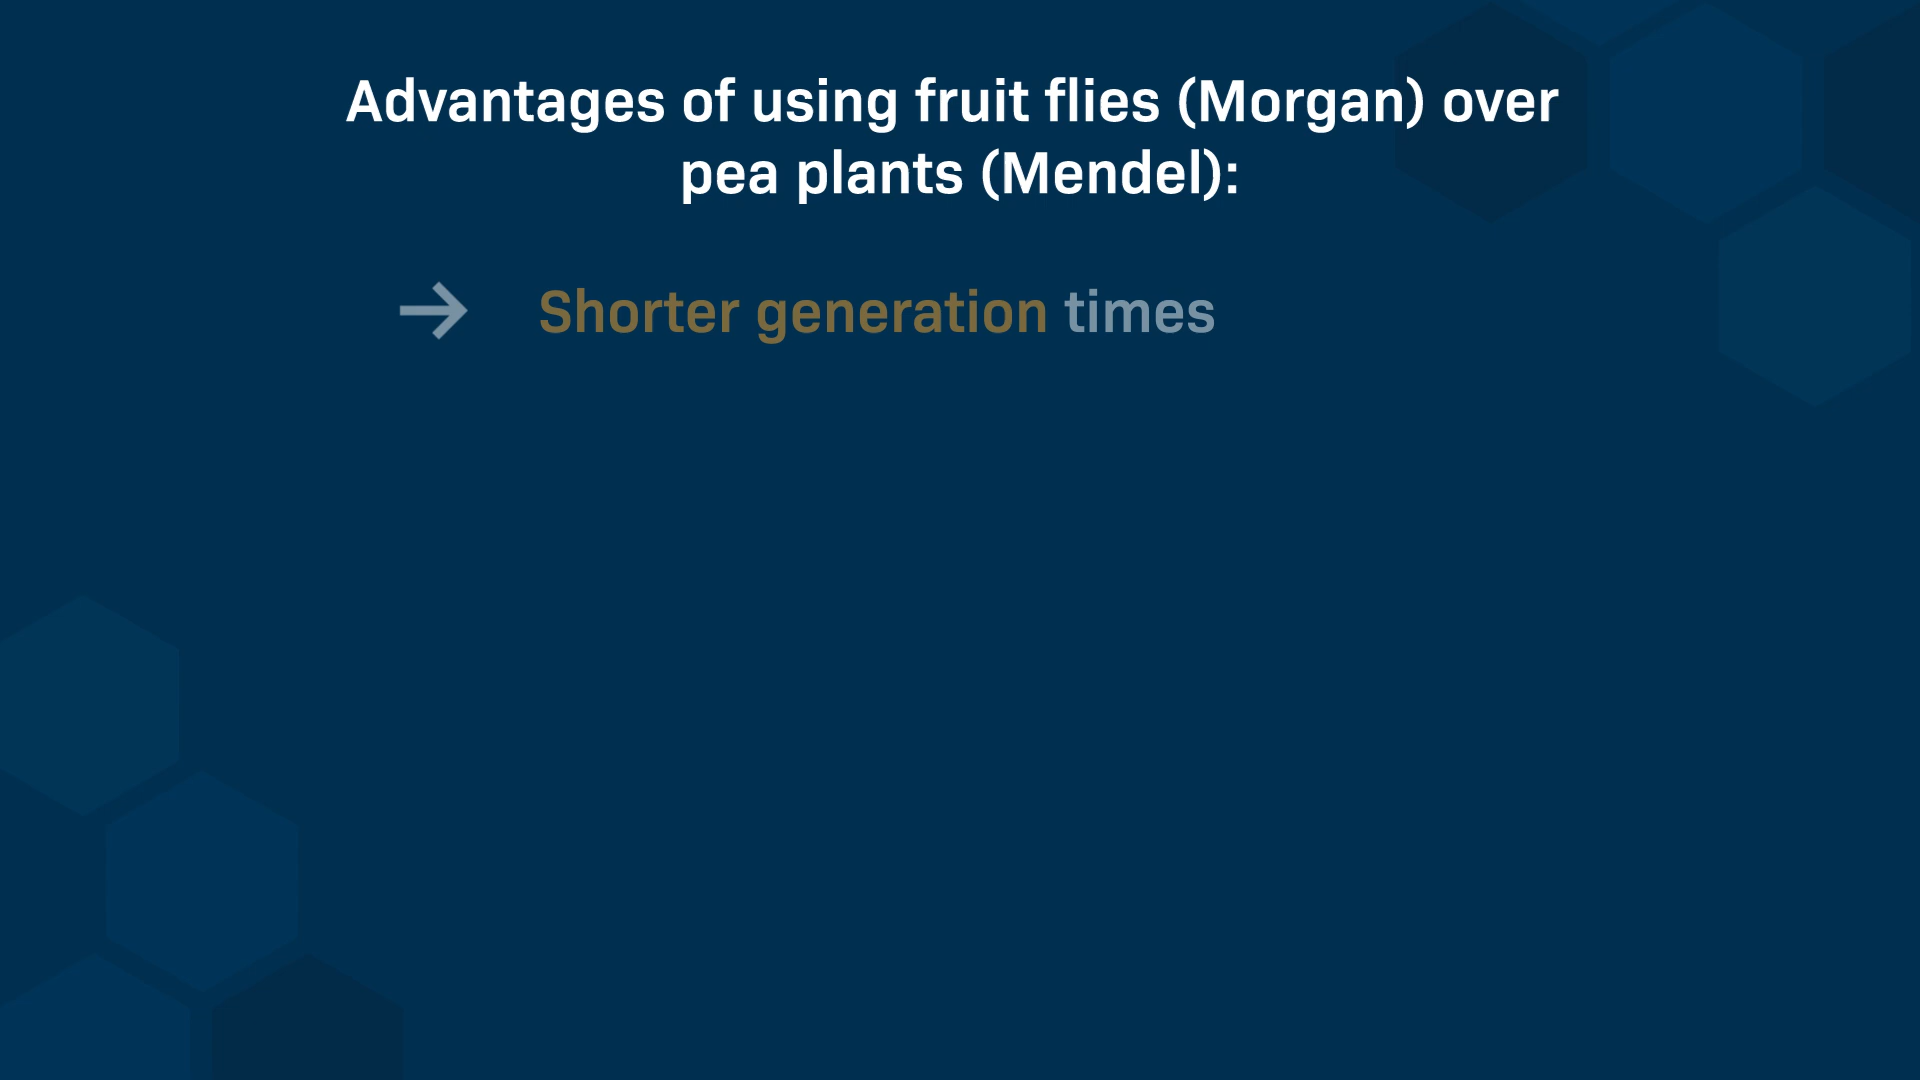 Advantages of using fruit flies (Morgan) over
pea plants (Mendel):
→ Shorter generation times